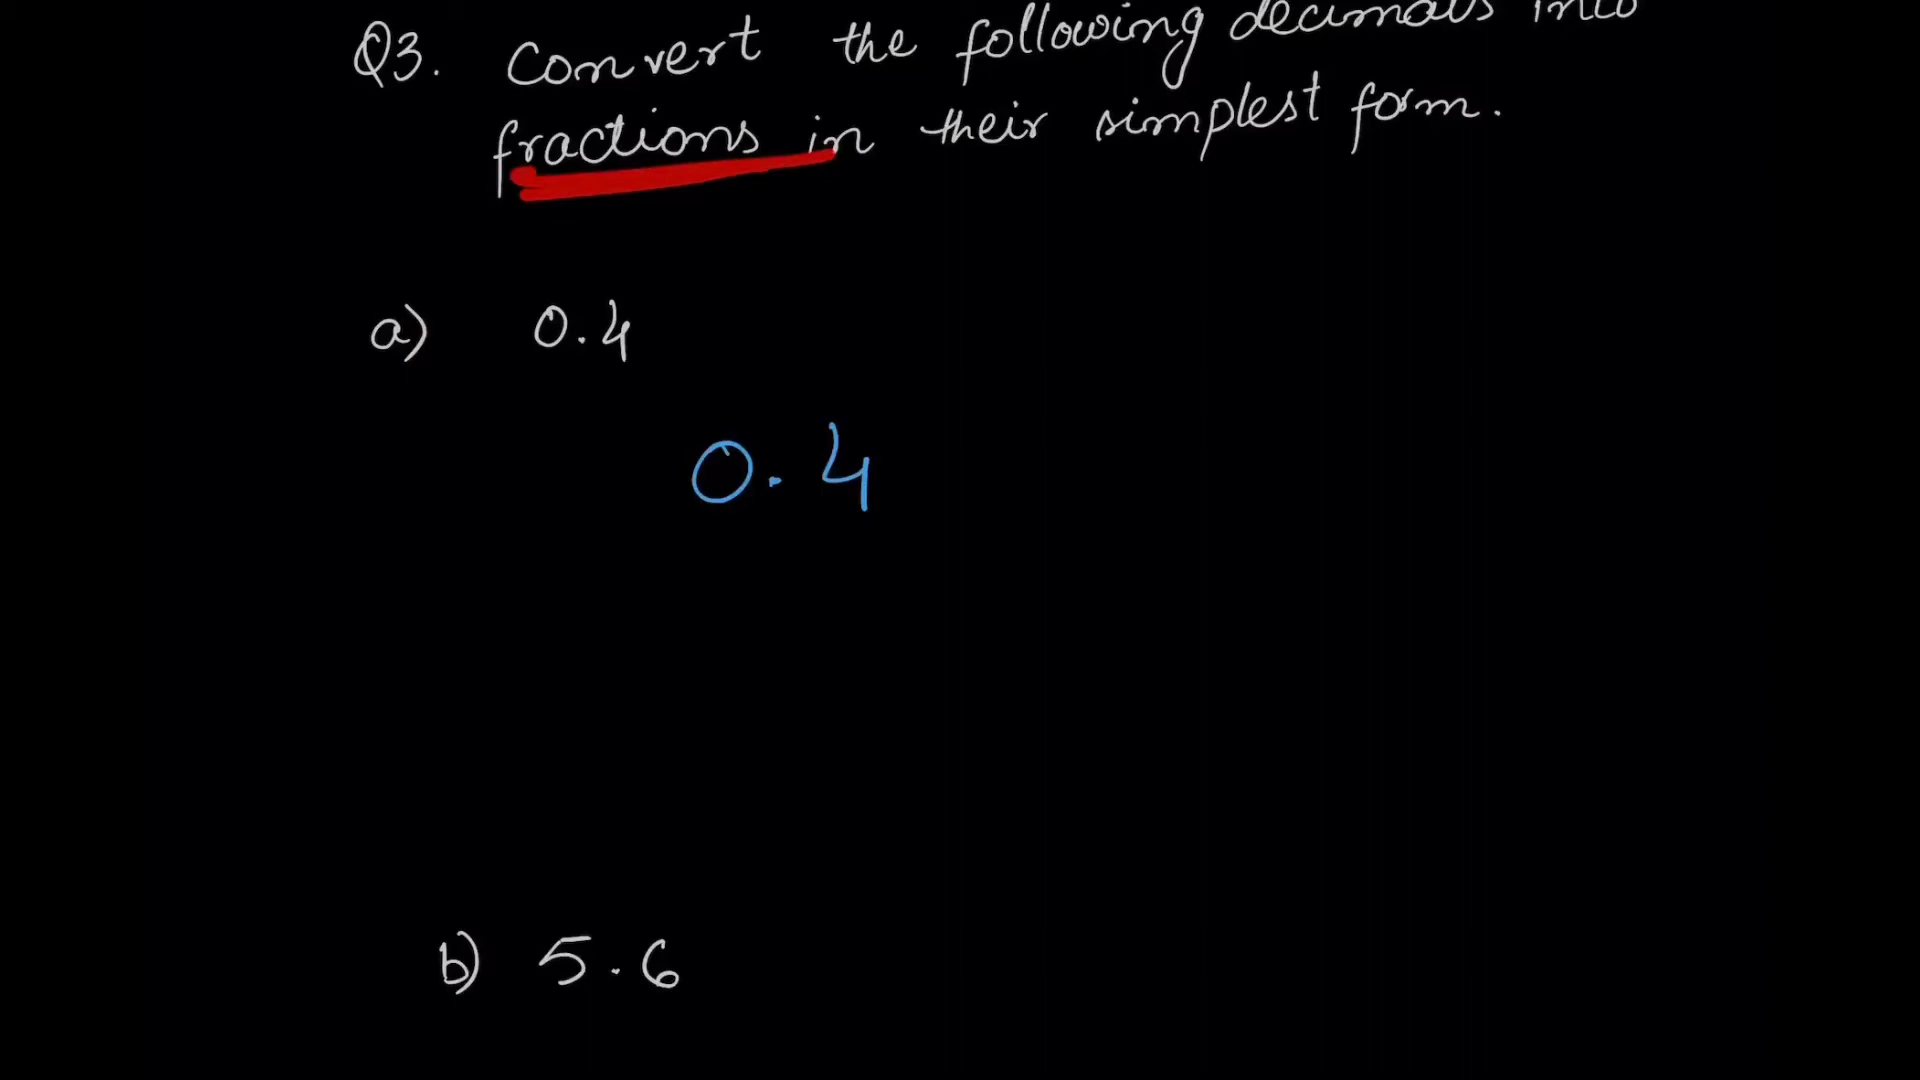 Q3. Convert the following decimals into
fractions in their simplest form.
a) 0.4
0.4
b) 5.6